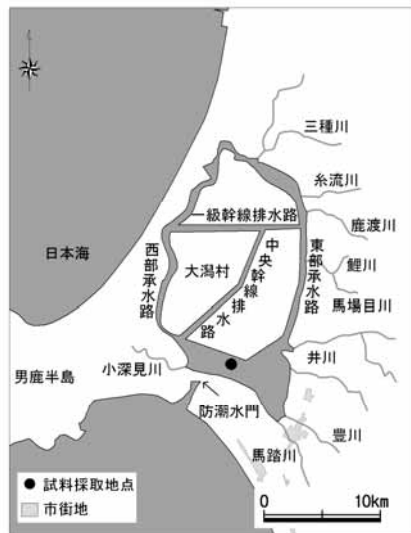 三種川
糸流川
一級幹線排水路
鹿渡川
日本海
西部承水路
大潟村
中央幹線排水路
東部承水路
鯉川
馬場目川
小深見川
井川
男鹿半島
防潮水門
豊川
馬踏川
試料採取地点
市街地
0 10km